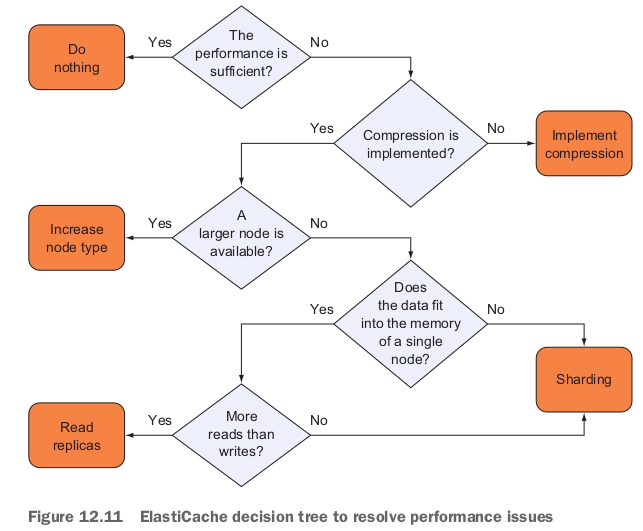 Do
nothing
Yes
The
performance is
sufficient?
No
Yes
Compression is
implemented?
No
Implement
compression
Increase
node type
Yes
A
larger node is
available?
No
Yes
Does
the data fit
into the memory
of a single
node?
No
Sharding
Read
replicas
Yes
More
reads than
writes?
No
Figure 12.11 ElastiCache decision tree to resolve performance issues